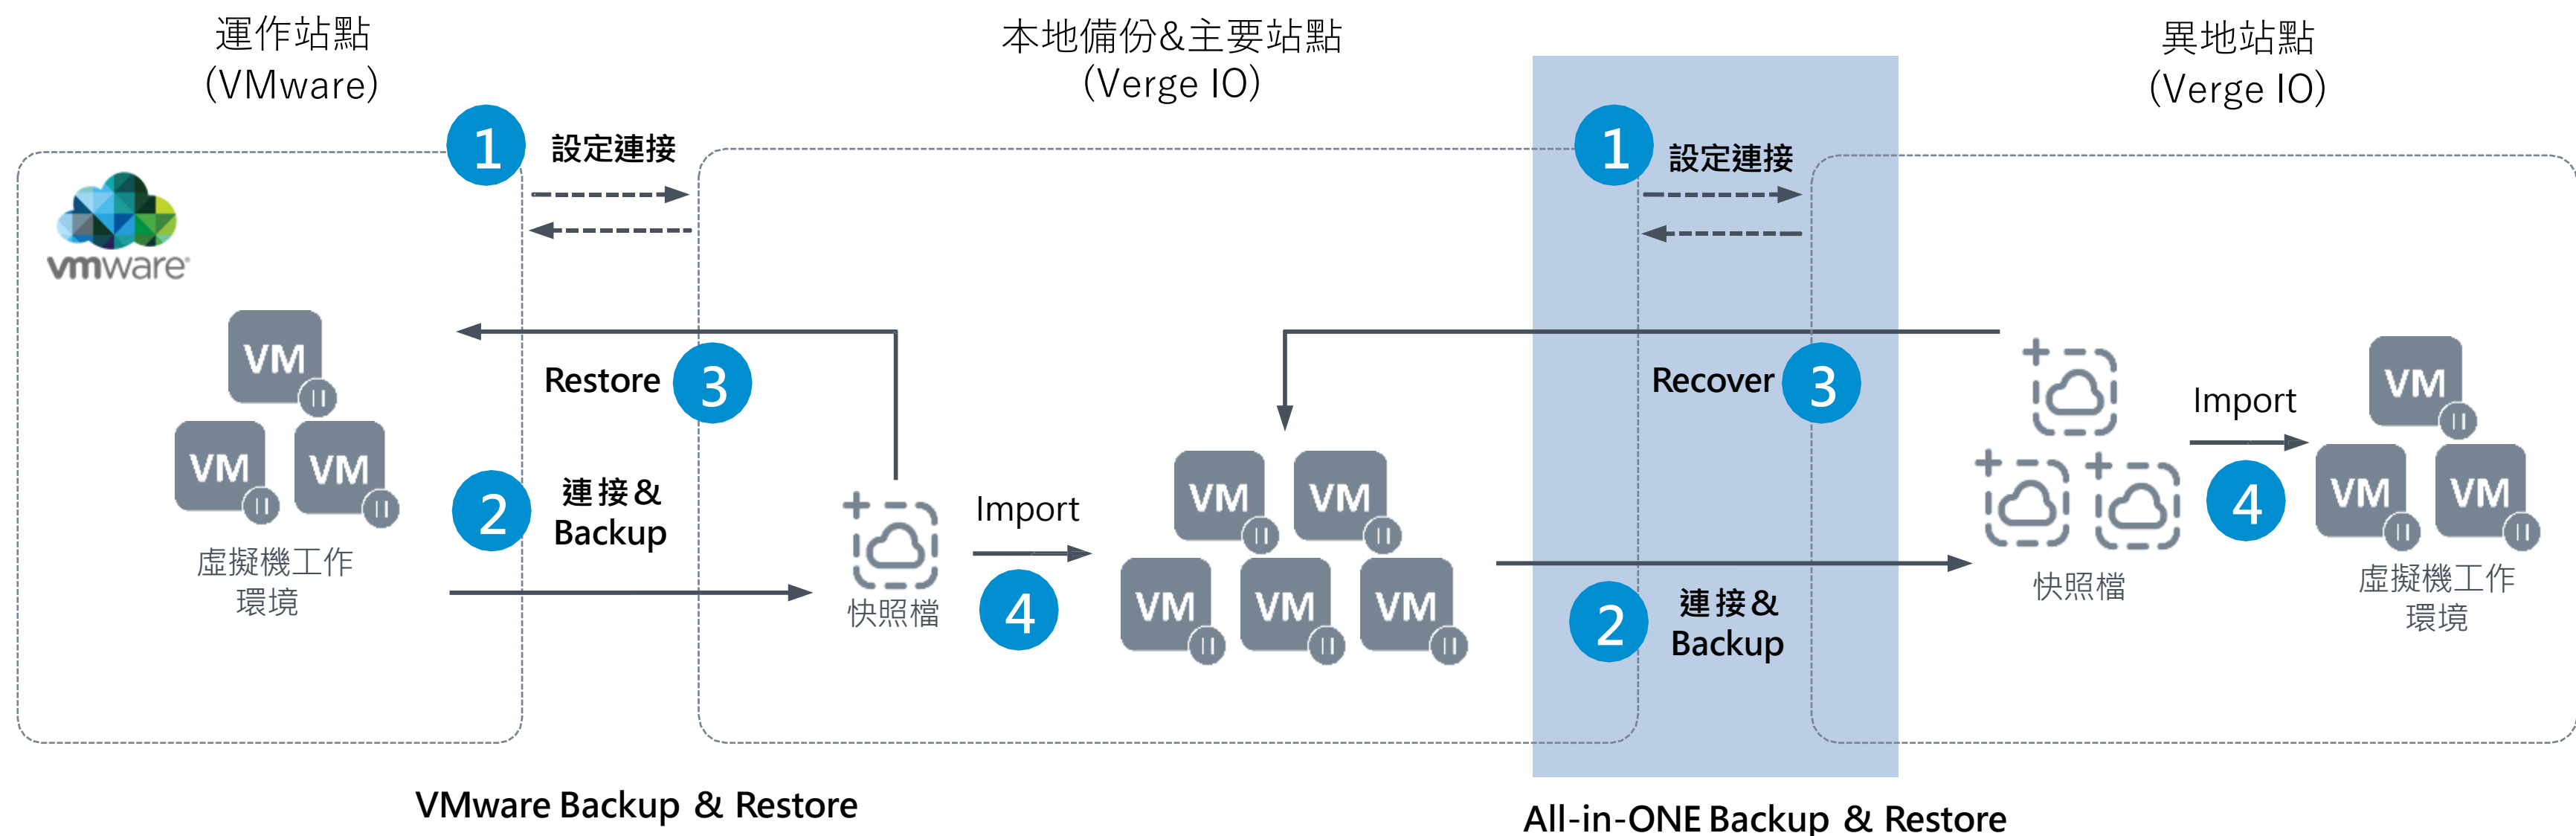 運作站點
(VMware)
本地備份&主要站點
(Verge IO)
異地站點
(Verge IO)
1
設定連接
1
設定連接
vmware®
VM
VM
VM
虛擬機工作
環境
Restore
3
2
連接&
Backup
快照檔
Import
4
VM
VM
VM
VM
VM
Recover
3
2
連接&
Backup
快照檔
Import
4
VM
VM
VM
虛擬機工作
環境
VMware Backup & Restore
All-in-ONE Backup & Restore